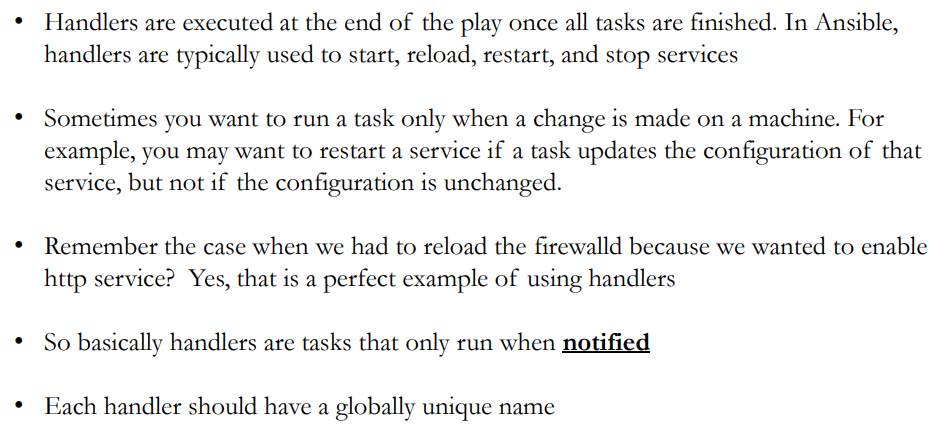 • Handlers are executed at the end of the play once all tasks are finished. In Ansible,
handlers are typically used to start, reload, restart, and stop services
• Sometimes you want to run a task only when a change is made on a machine. For
example, you may want to restart a service if a task updates the configuration of that
service, but not if the configuration is unchanged.
• Remember the case when we had to reload the firewalld because we wanted to enable
http service? Yes, that is a perfect example of using handlers
• So basically handlers are tasks that only run when notified
• Each handler should have a globally unique name